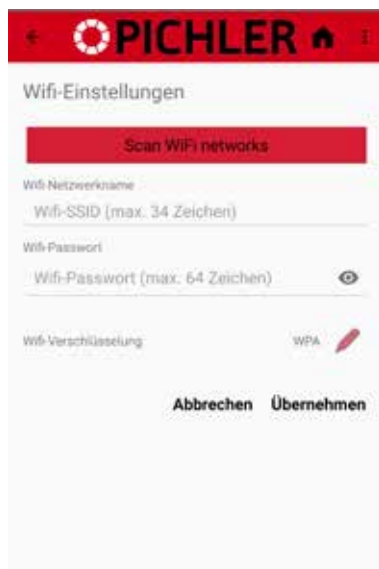 PICHLER
Wifi-Einstellungen
Scan WiFi networks
Wifi-Netzwerkname
Wifi-SSID (max. 34 Zeichen)
Wifi-Passwort
Wifi-Passwort (max. 64 Zeichen)
Wifi-Verschlüsselung WPA
Abbrechen Übernehmen